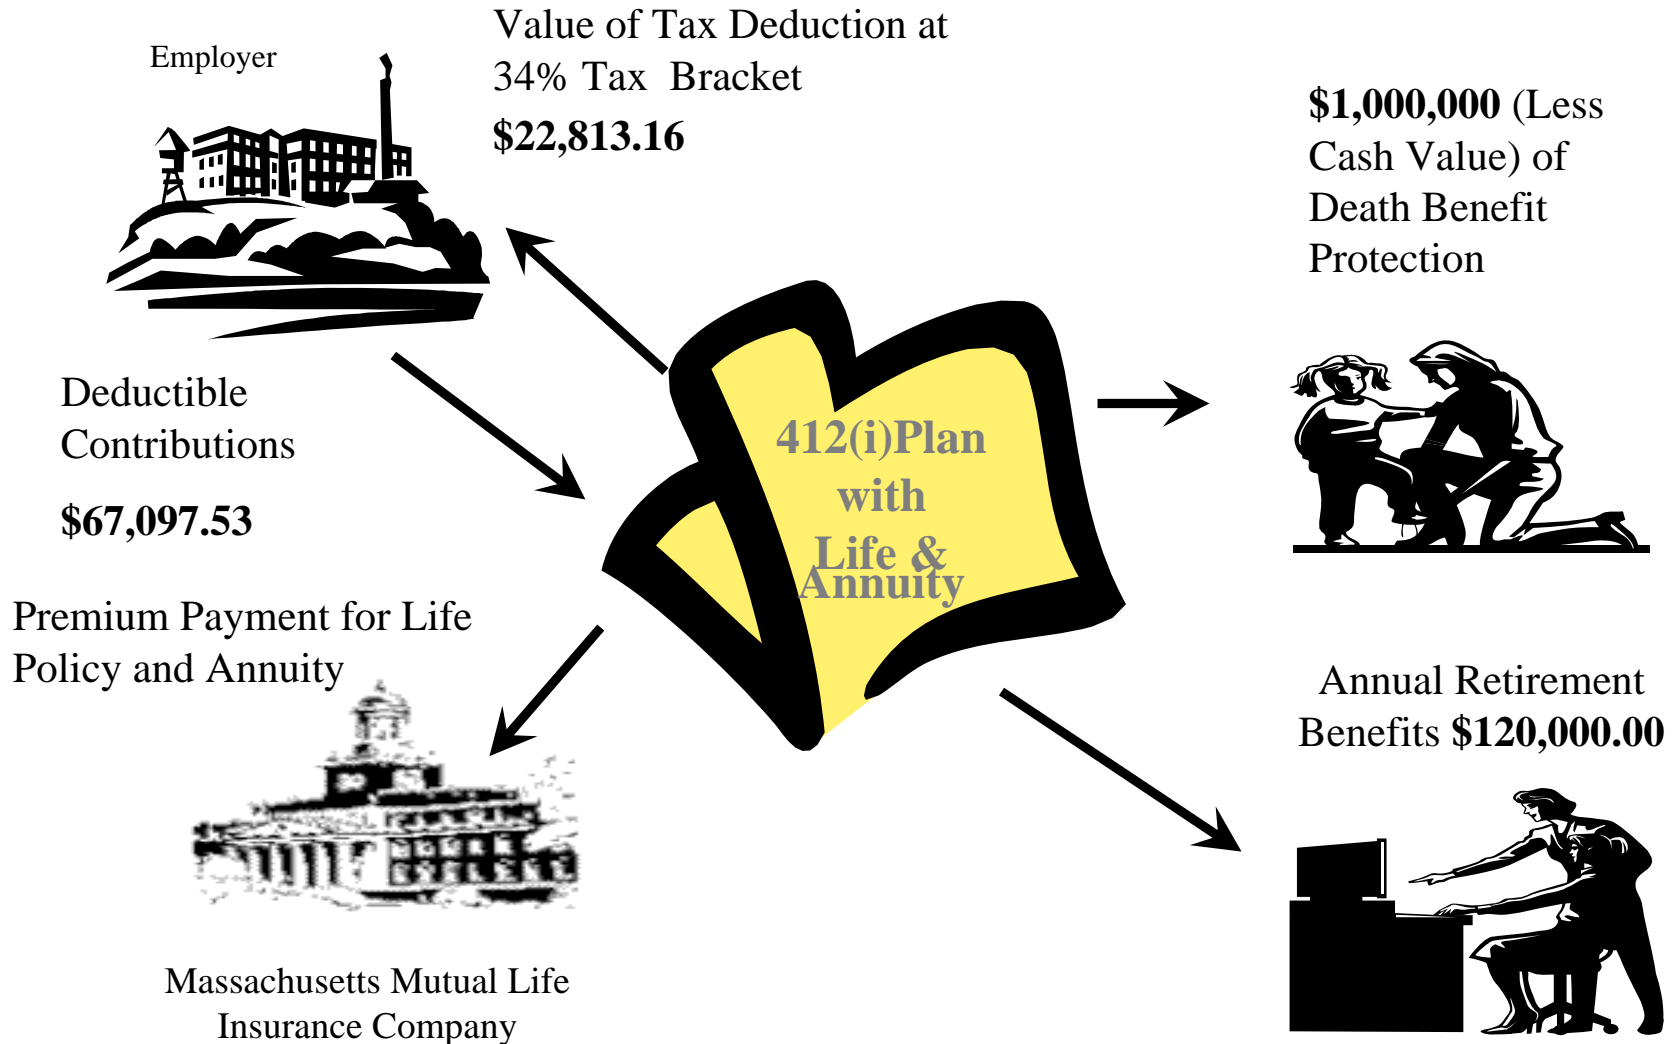 Employer
Value of Tax Deduction at
34% Tax Bracket
$22,813.16
$1,000,000 (Less
Cash Value) of
Death Benefit
Protection
Deductible
Contributions
$67,097.53
412(i)Plan
with
Life &
Annuity
Premium Payment for Life
Policy and Annuity
Annual Retirement
Benefits $120,000.00
Massachusetts Mutual Life
Insurance Company